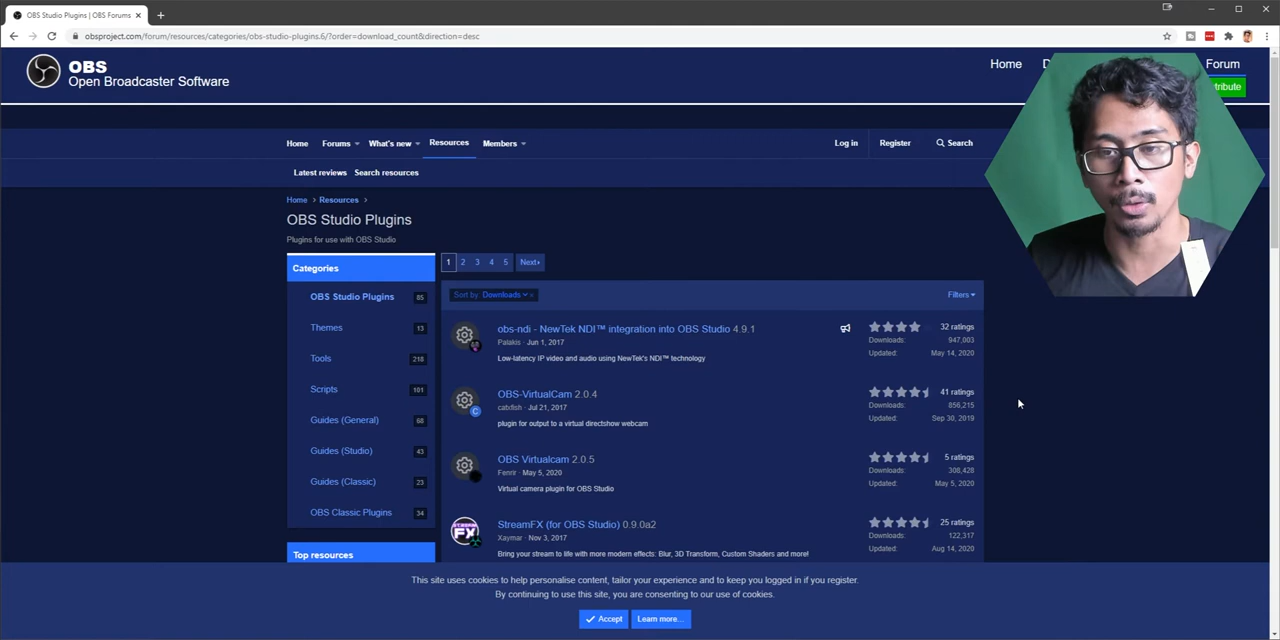 OBS Studio Plugins | OBS Forums
obsproject.com/forum/resources/categories/obs-studio-plugins.6/?order=download_count&direction=desc
OBS
Open Broadcaster Software
Home
Forum
Home Forums What's new Resources Members Log in Register Search
Latest reviews Search resources
Home Resources
OBS Studio Plugins
Plugins for use with OBS Studio
Categories
OBS Studio Plugins 85
Themes 13
Tools 218
Scripts 101
Guides (General) 68
Guides (Studio) 43
Guides (Classic) 23
OBS Classic Plugins 34
Top resources
1 2 3 4 5 Next
Sort by: Downloads Filters
obs-ndi - NewTek NDI™ integration into OBS Studio 4.9.1
Palakis · Jun 1, 2017
Low-latency IP video and audio using NewTek's NDI™ technology
32 ratings
Downloads: 947,003
Updated: May 14, 2020
OBS-VirtualCam 2.0.4
catxfish · Jul 21, 2017
plugin for output to a virtual directshow webcam
41 ratings
Downloads: 856,215
Updated: Sep 30, 2019
C
OBS Virtualcam 2.0.5
Fenrir · May 5, 2020
Virtual camera plugin for OBS Studio
5 ratings
Downloads: 308,428
Updated: May 5, 2020
STREAM
FX
StreamFX (for OBS Studio) 0.9.0a2
Xaymar · Nov 3, 2017
Bring your stream to life with more modern effects: Blur, 3D Transform, Custom Shaders and more!
25 ratings
Downloads: 122,317
Updated: Aug 14, 2020
This site uses cookies to help personalise content, tailor your experience and to keep you logged in if you register.
By continuing to use this site, you are consenting to our use of cookies.
Accept Learn more…